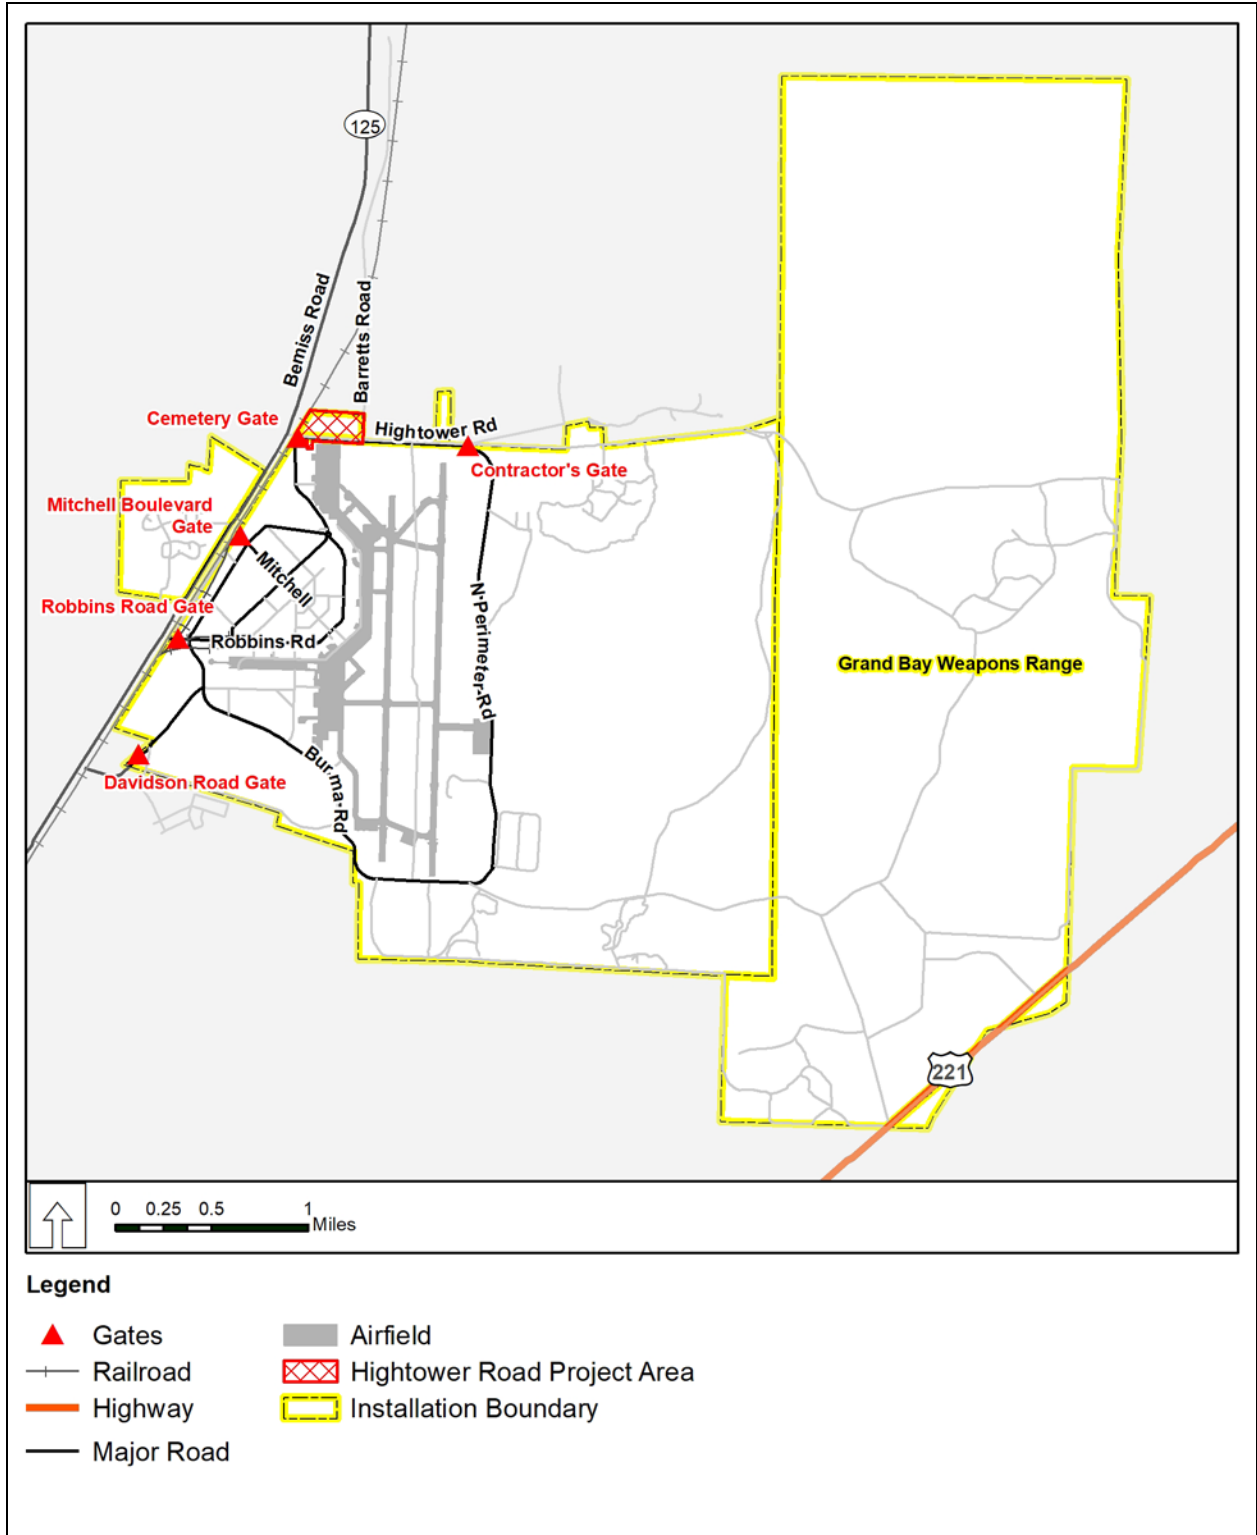 125
Bemiss Road
Barretts Road
Cemetery Gate
Hightower Rd
Contractor's Gate
Mitchell Boulevard
Gate
Mitchell
Robbins Road Gate
Robbins Rd
N Perimeter Rd
Grand Bay Weapons Range
Burma Rd
Davidson Road Gate
221
0 0.25 0.5 1
Miles
Legend
Gates
Airfield
Railroad
Hightower Road Project Area
Highway
Installation Boundary
Major Road